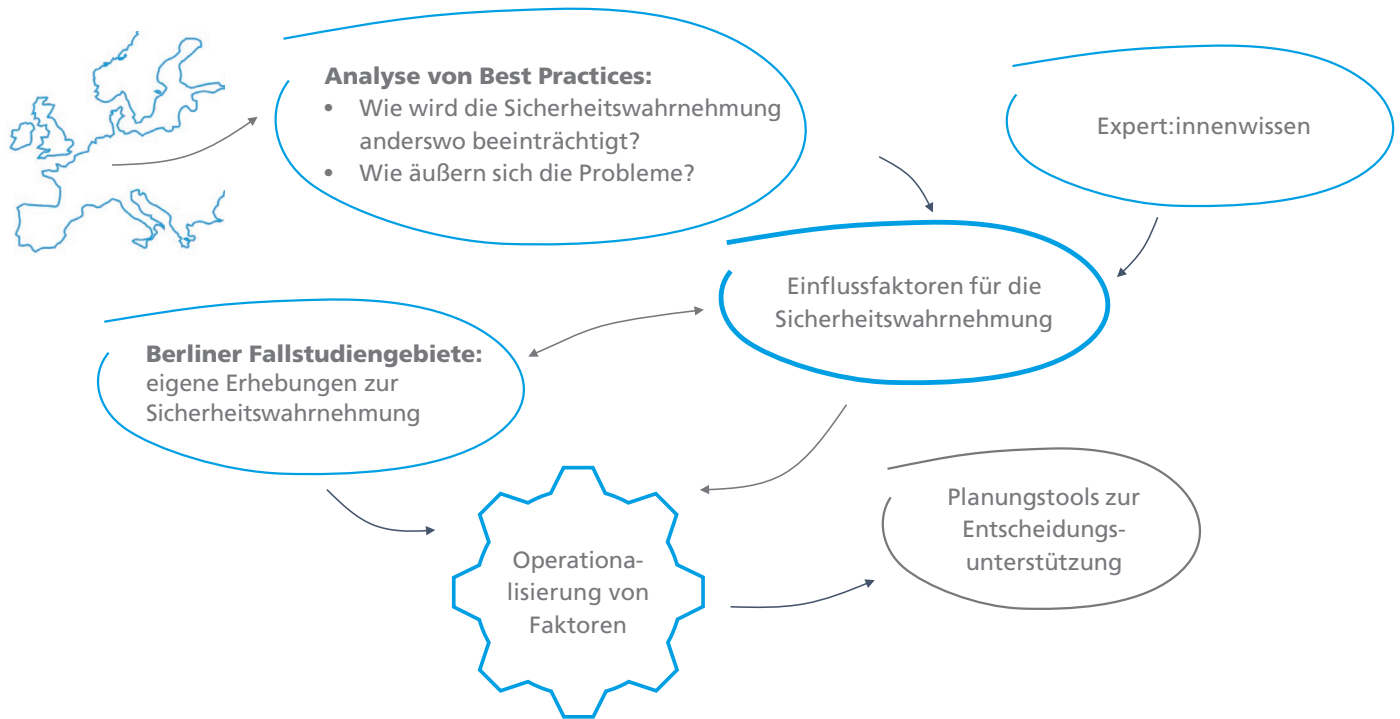 Analyse von Best Practices:
• Wie wird die Sicherheitswahrnehmung
anderswo beeinträchtigt?
• Wie äußern sich die Probleme?
Expert:innenwissen
Einflussfaktoren für die
Sicherheitswahrnehmung
Berliner Fallstudiengebiete:
eigene Erhebungen zur
Sicherheitswahrnehmung
Operationa-
lisierung von
Faktoren
Planungstools zur
Entscheidungs-
unterstützung